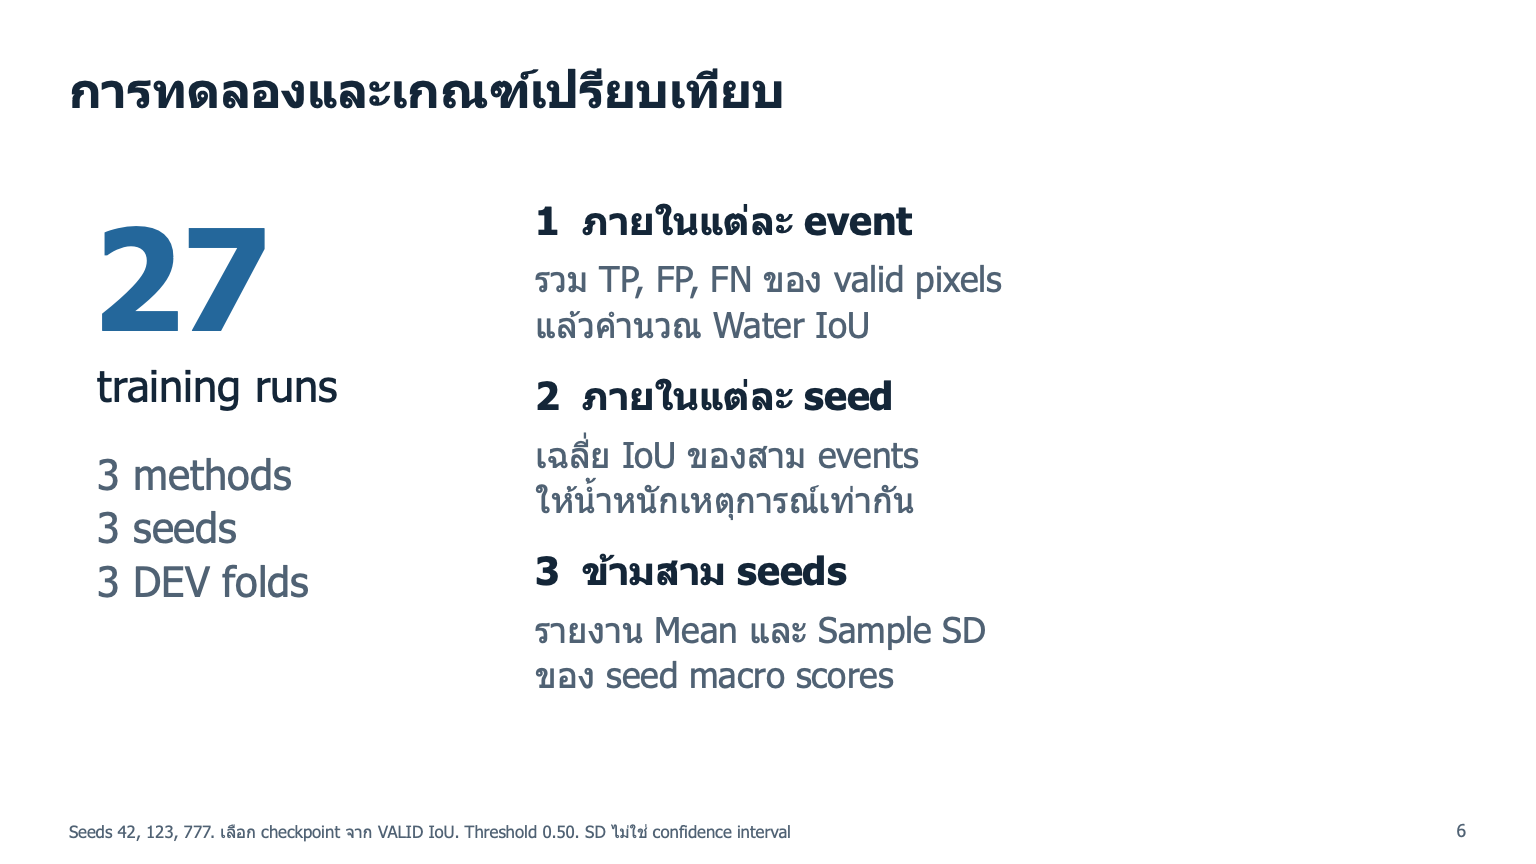 การทดลองและเกณฑ์เปรียบเทียบ
27
training runs
3 methods
3 seeds
3 DEV folds
1 ภายในแต่ละ event
รวม TP, FP, FN ของ valid pixels
แล้วคำนวณ Water IoU
2 ภายในแต่ละ seed
เฉลี่ย IoU ของสาม events
ให้น้ำหนักเหตุการณ์เท่ากัน
3 ข้ามสาม seeds
รายงาน Mean และ Sample SD
ของ seed macro scores
Seeds 42, 123, 777. เลือก checkpoint จาก VALID IoU. Threshold 0.50. SD ไม่ใช่ confidence interval
6